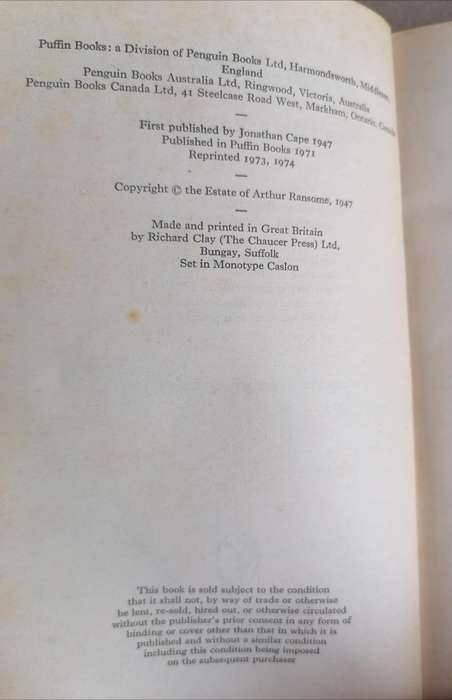 Puffin Books: a Division of Penguin Books Ltd, Harmondsworth, Middlesex,
England
Penguin Books Australia Ltd, Ringwood, Victoria, Australia
Penguin Books Canada Ltd, 41 Steelcase Road West, Markham, Ontario, Canada
—
First published by Jonathan Cape 1947
Published in Puffin Books 1971
Reprinted 1973, 1974
—
Copyright © the Estate of Arthur Ransome, 1947
—
Made and printed in Great Britain
by Richard Clay (The Chaucer Press) Ltd,
Bungay, Suffolk
Set in Monotype Caslon
This book is sold subject to the condition
that it shall not, by way of trade or otherwise
be lent, re-sold, hired out, or otherwise circulated
without the publisher's prior consent in any form of
binding or cover other than that in which it is
published and without a similar condition
including this condition being imposed
on the subsequent purchaser